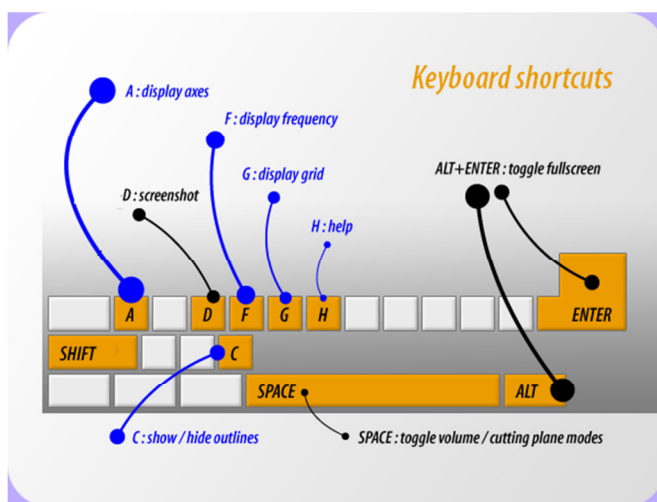 Keyboard shortcuts
A : display axes
F : display frequency
ALT+ENTER : toggle fullscreen
G : display grid
D : screenshot
H : help
A
D
F
G
H
ENTER
SHIFT
C
SPACE
ALT
C : show / hide outlines
SPACE : toggle volume / cutting plane modes